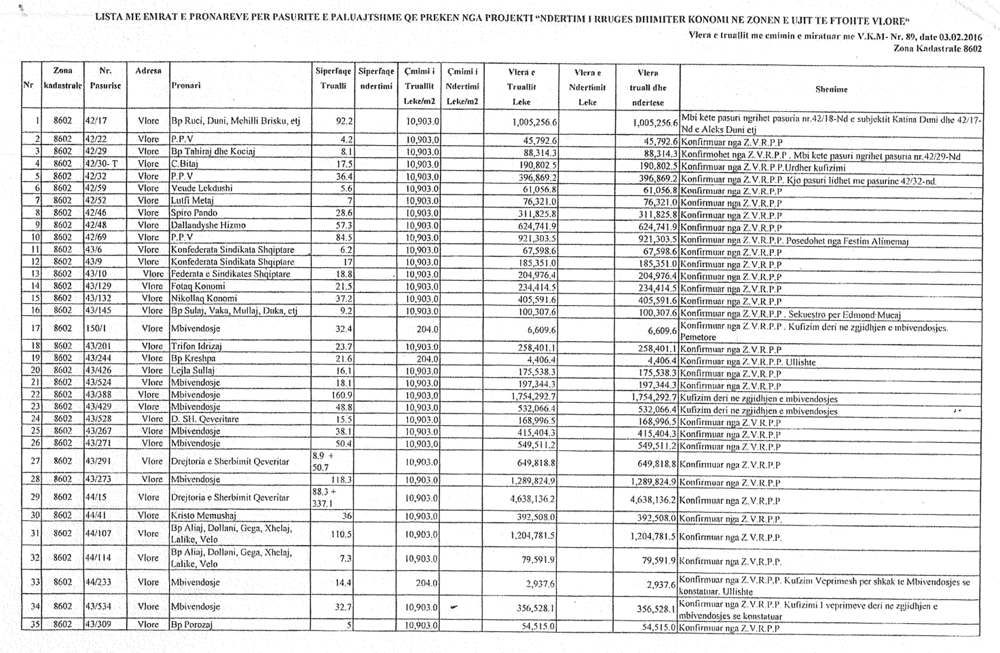 LISTA ME EMRAT E PRONAREVE PER PASURITE E PALUAJTSHME QE PREKEN NGA PROJEKTI “NDERTIM I RRUGES DHIMITER KONOMI NE ZONEN E UJIT TE FTOHTE VLORE“
Vlera e truallit me cmimin e miratuar me V.K.M- Nr. 89, date 03.02.2016
Zona Kadastrale 8602
Nr Zona kadastrale Nr. Pasurise Adresa Pronari Siperfaqe Trualli Siperfaqe ndertimi Çmimi i Truallit Leke/m2 Çmimi i Ndertimi Leke/m2 Vlera e Truallit Leke Vlera e Ndertimit Leke Vlera truall dhe ndertese Shenime
1 8602 42/17 Vlore Bp Ruci, Duni, Mehilli Brisku, etj 92.2 10,903.0 1,005,256.6 1,005,256.6 Mbi kete pasuri ngrihet pasuria nr.42/18-Nd e subjektit Katina Duni dhe 42/17-
Nd e Aleks Duni etj
2 8602 42/22 Vlore P.P.V 4.2 10,903.0 45,792.6 45,792.6 Konfirmuar nga Z.V.R.P.P
3 8602 42/29 Vlore Bp Tahiraj dhe Kociaj 8.1 10,903.0 88,314.3 88,314.3 Konfirmohet nga Z.V.R.P.P . Mbi kete pasuri ngrihet pasuria nr.42/29-Nd
4 8602 42/30- T Vlore C.Bitaj 17.5 10,903.0 190,802.5 190,802.5 Konfirmuar nga Z.V.R.P.P.Urdher kufizimi
5 8602 42/32 Vlore P.P.V 36.4 10,903.0 396,869.2 396,869.2 Konfirmuar nga Z.V.R.P.P. Kjo pasuri lidhet me pasurine 42/32-nd.
6 8602 42/59 Vlore Veude Lekdushi 5.6 10,903.0 61,056.8 61,056.8 Konfirmuar nga Z.V.R.P.P
7 8602 42/52 Vlore Lutfi Metaj 7 10,903.0 76,321.0 76,321.0 Konfirmuar nga Z.V.R.P.P
8 8602 42/46 Vlore Spiro Pando 28.6 10,903.0 311,825.8 311,825.8 Konfirmuar nga Z.V.R.P.P
9 8602 42/48 Vlore Dallandyshe Hizmo 57.3 10,903.0 624,741.9 624,741.9 Konfirmuar nga Z.V.R.P.P
10 8602 42/69 Vlore P.P.V 84.5 10,903.0 921,303.5 921,303.5 Konfirmuar nga Z.V.R.P.P. Posedohet nga Festim Alimemaj
11 8602 43/6 Vlore Konfederata Sindikata Shqiptare 6.2 10,903.0 67,598.6 67,598.6 Konfirmuar nga Z.V.R.P.P
12 8602 43/9 Vlore Konfederata Sindikata Shqiptare 17 10,903.0 185,351.0 185,351.0 Konfirmuar nga Z.V.R.P.P
13 8602 43/10 Vlore Federata e Sindikates Shqiptare 18.8 10,903.0 204,976.4 204,976.4 Konfirmuar nga Z.V.R.P.P
14 8602 43/129 Vlore Fotaq Konomi 21.5 10,903.0 234,414.5 234,414.5 Konfirmuar nga Z.V.R.P.P
15 8602 43/132 Vlore Nikollaq Konomi 37.2 10,903.0 405,591.6 405,591.6 Konfirmuar nga Z.V.R.P.P
16 8602 43/145 Vlore Bp Sulaj, Vaka, Mullaj, Duka, etj 9.2 10,903.0 100,307.6 100,307.6 Konfirmuar nga Z.V.R.P.P . Sekuestro per Edmond Mucaj
17 8602 150/1 Vlore Mbivendosje 32.4 204.0 6,609.6 6,609.6 Konfirmuar nga Z.V.R.P.P . Kufizim deri ne zgjidhjen e mbivendosjes.
Pemetore
18 8602 43/201 Vlore Trifon Idrizaj 23.7 10,903.0 258,401.1 258,401.1 Konfirmuar nga Z.V.R.P.P
19 8602 43/244 Vlore Bp Kreshpa 21.6 204.0 4,406.4 4,406.4 Konfirmuar nga Z.V.R.P.P. Ullishte
20 8602 43/426 Vlore Lejla Sullaj 16.1 10,903.0 175,538.3 175,538.3 Konfirmuar nga Z.V.R.P.P
21 8602 43/524 Vlore Mbivendosje 18.1 10,903.0 197,344.3 197,344.3 Konfirmuar nga Z.V.R.P.P
22 8602 43/388 Vlore Mbivendosje 160.9 10,903.0 1,754,292.7 1,754,292.7 Kufizim deri ne zgjidhjen e mbivendosjes
23 8602 43/429 Vlore Mbivendosje 48.8 10,903.0 532,066.4 532,066.4 Kufizim deri ne zgjidhjen e mbivendosjes
24 8602 43/528 Vlore D. SH. Qeveritare 15.5 10,903.0 168,996.5 168,996.5 Konfirmuar nga Z.V.R.P.P
25 8602 43/267 Vlore Mbivendosje 38.1 10,903.0 415,404.3 415,404.3 Konfirmuar nga Z.V.R.P.P
26 8602 43/271 Vlore Mbivendosje 50.4 10,903.0 549,511.2 549,511.2 Konfirmuar nga Z.V.R.P.P
27 8602 43/291 Vlore Drejtoria e Sherbimit Qeveritar 8.9 + 50.7 10,903.0 649,818.8 649,818.8 Konfirmuar nga Z.V.R.P.P
28 8602 43/273 Vlore Mbivendosje 118.3 10,903.0 1,289,824.9 1,289,824.9 Konfirmuar nga Z.V.R.P.P
29 8602 44/15 Vlore Drejtoria e Sherbimit Qeveritar 88.3 + 337.1 10,903.0 4,638,136.2 4,638,136.2 Konfirmuar nga Z.V.R.P.P
30 8602 44/41 Vlore Kristo Memushaj 36 10,903.0 392,508.0 392,508.0 Konfirmuar nga Z.V.R.P.P.
31 8602 44/107 Vlore Bp Aliaj, Dollani, Gega, Xhelaj, Lalike, Velo 110.5 10,903.0 1,204,781.5 1,204,781.5 Konfirmuar nga Z.V.R.P.P.
32 8602 44/114 Vlore Bp Aliaj, Dollani, Gega, Xhelaj, Lalike, Velo 7.3 10,903.0 79,591.9 79,591.9 Konfirmuar nga Z.V.R.P.P.
33 8602 44/233 Vlore Mbivendosje 14.4 204.0 2,937.6 2,937.6 Konfirmuar nga Z.V.R.P.P. Kufzim Veprimesh per shkak te Mbivendosjes se
konstatuar. Ullishte
34 8602 43/534 Vlore Mbivendosje 32.7 10,903.0 356,528.1 356,528.1 Konfirmuar nga Z.V.R.P.P. Kufizimi I veprimeve deri ne zgjidhjen e
mbivendosjes se konstatuar
35 8602 43/309 Vlore Bp Porozaj 5 10,903.0 54,515.0 54,515.0 Konfirmuar nga Z.V.R.P.P